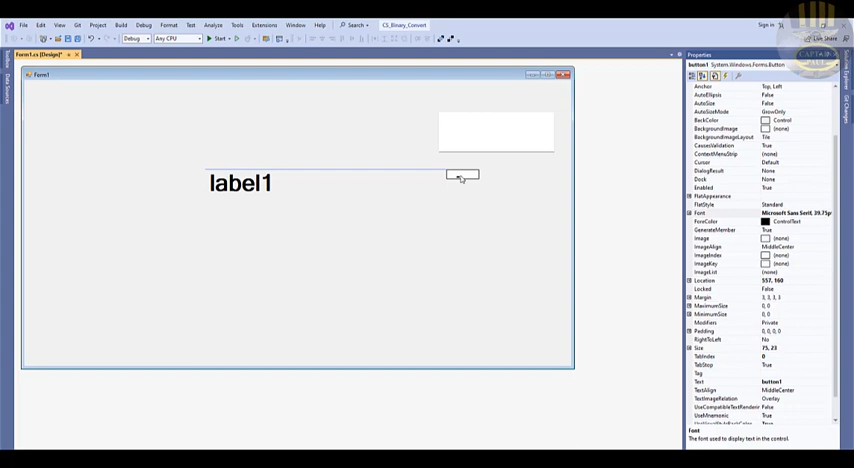 File Edit View Git Project Build Debug Format Test Analyze Tools Extensions Window Help Search CS_Binary_Convert Sign in
Debug Any CPU Start Live Share
Form1.cs [Design]*
Properties
Form1
button1 System.Windows.Forms.Button
Toolbox
Data Sources
Solution Explorer
Git Changes
label1
Anchor Top, Left
AutoEllipsis False
AutoSize False
AutoSizeMode GrowOnly
BackColor Control
BackgroundImage (none)
BackgroundImageLayout Tile
CausesValidation True
ContextMenuStrip (none)
Cursor Default
DialogResult None
Dock None
Enabled True
FlatAppearance
FlatStyle Standard
Font Microsoft Sans Serif, 39.75p
ForeColor ControlText
GenerateMember True
Image (none)
ImageAlign MiddleCenter
ImageIndex (none)
ImageKey (none)
ImageList (none)
Location 557, 160
Locked False
Margin 3, 3, 3, 3
MaximumSize 0, 0
MinimumSize 0, 0
Modifiers Private
Padding 0, 0, 0, 0
RightToLeft No
Size 75, 23
TabIndex 0
TabStop True
Tag
Text button1
TextAlign MiddleCenter
TextImageRelation Overlay
UseCompatibleTextRenderin False
UseMnemonic True
Font
The font used to display text in the control.